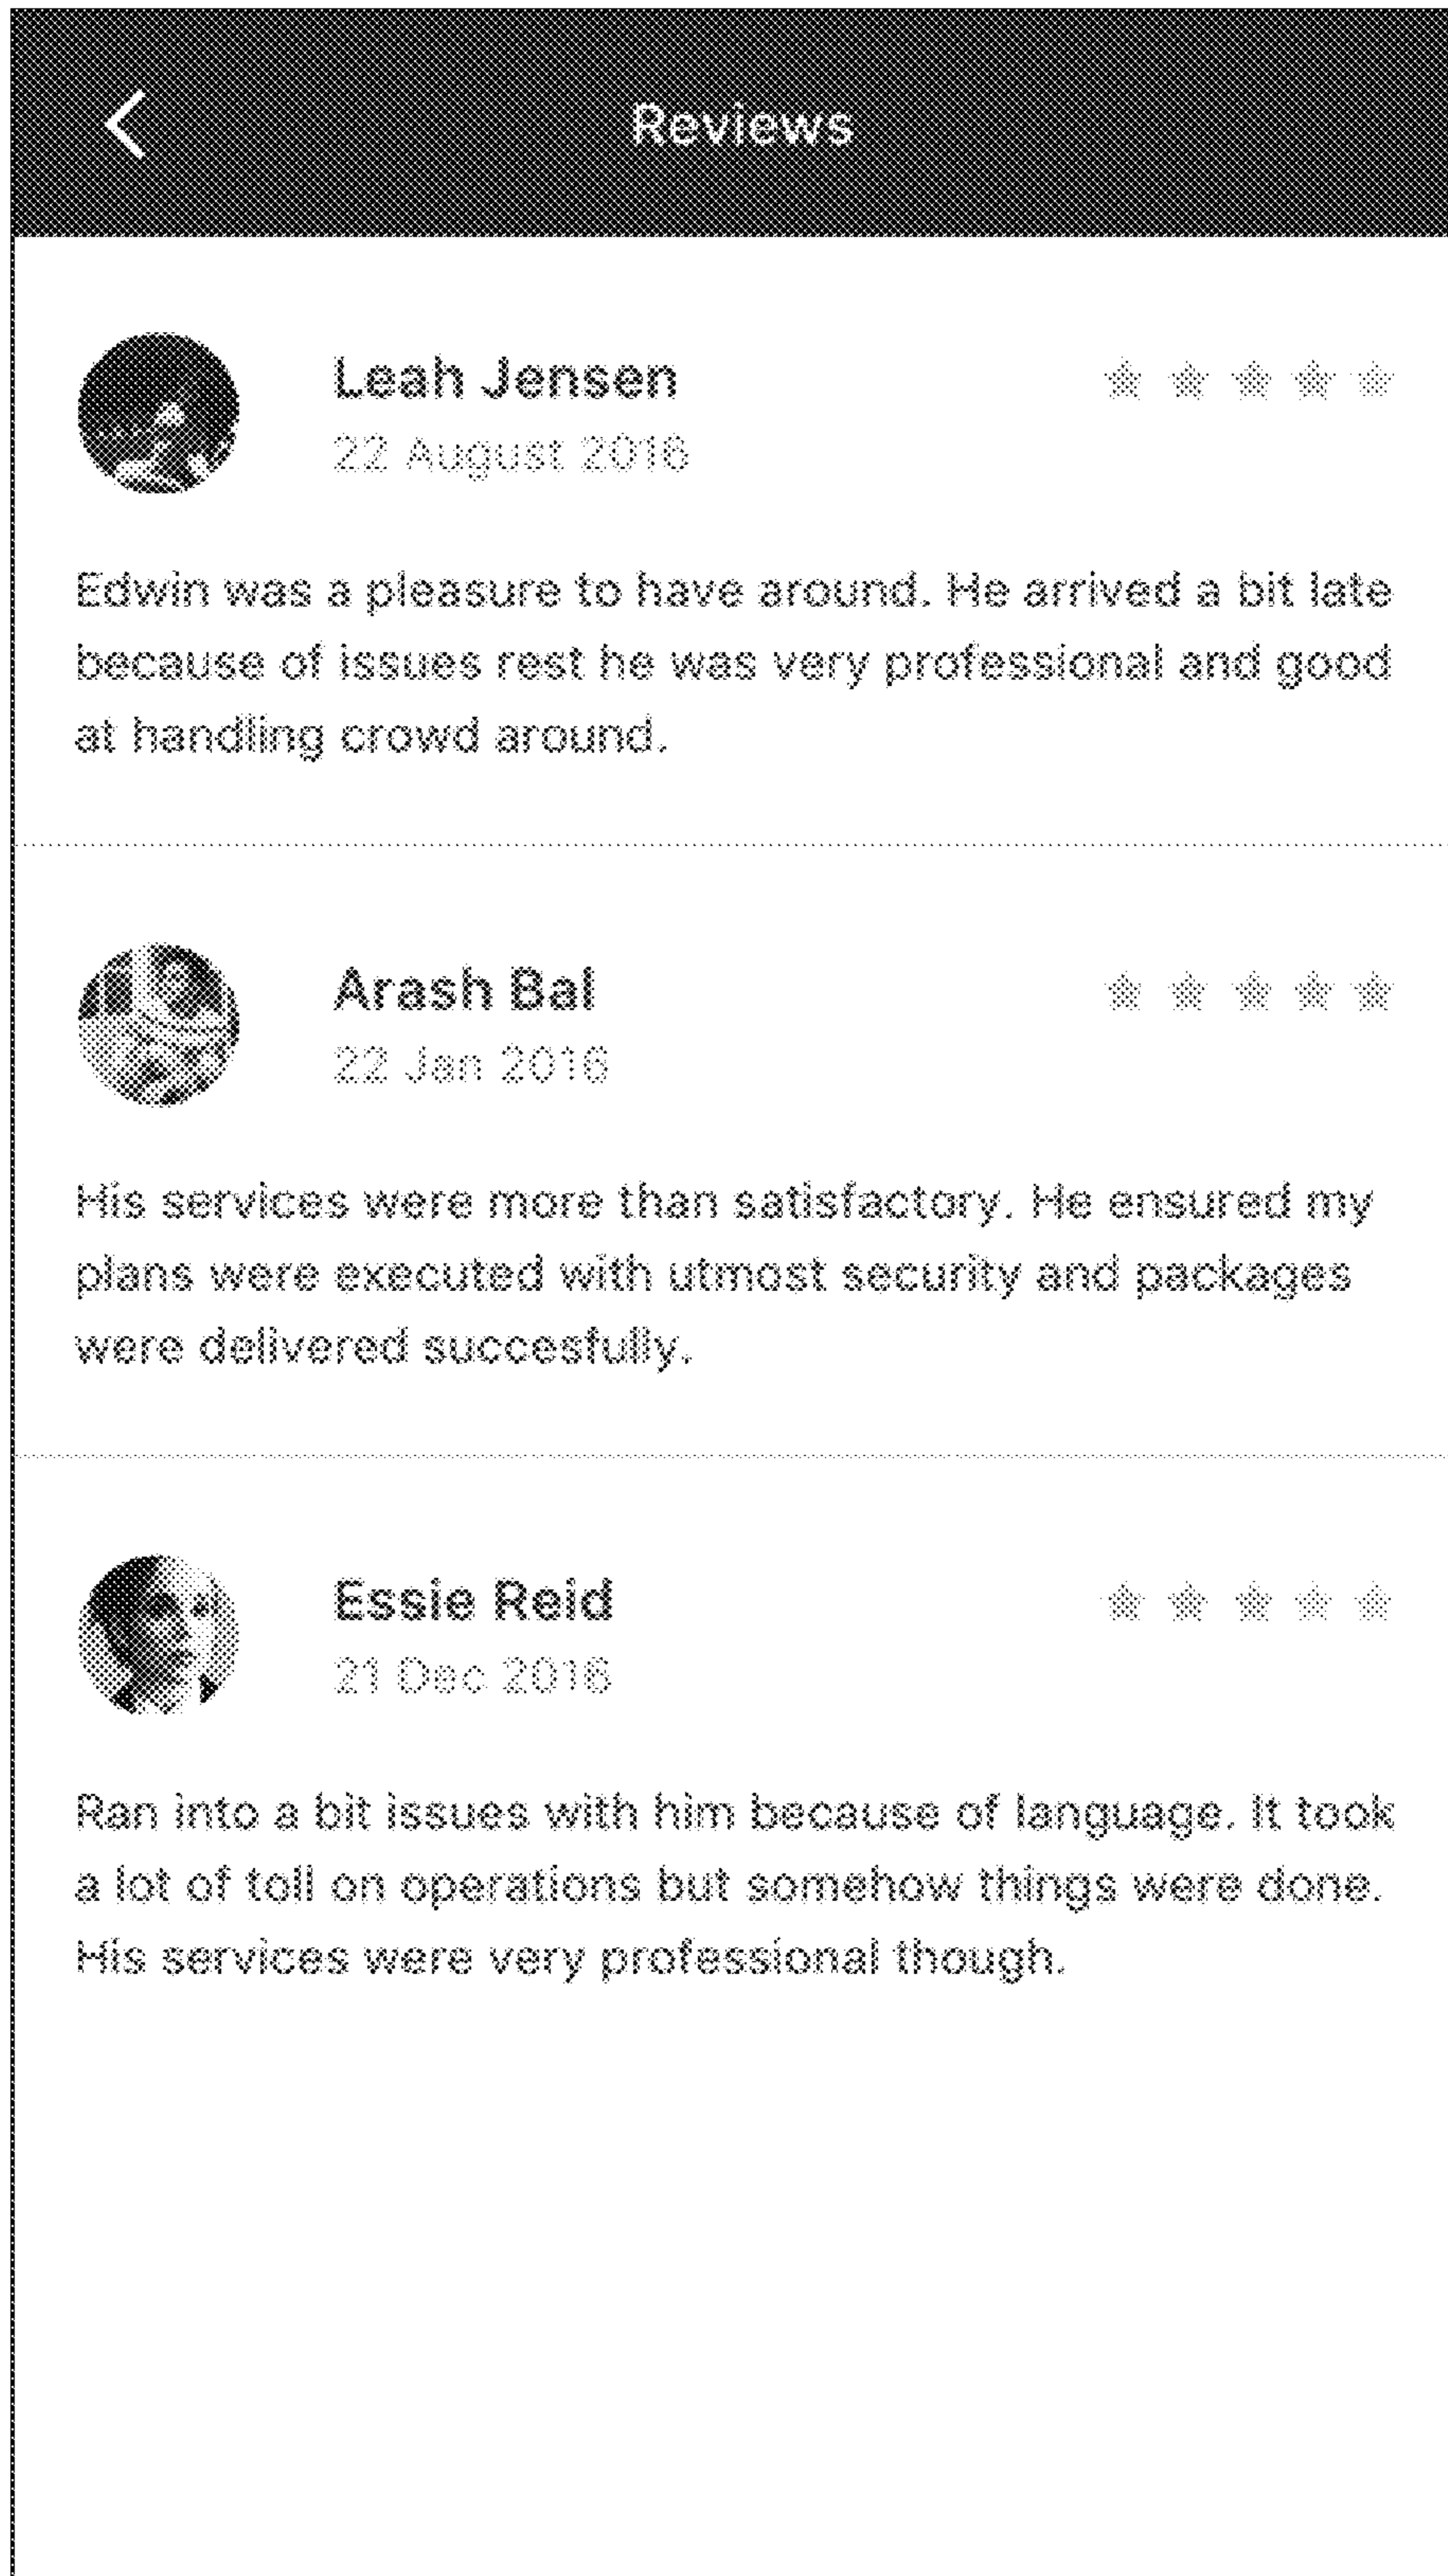 Reviews
Leah Jensen
22 August 2016
Edwin was a pleasure to have around. He arrived a bit late
because of issues rest he was very professional and good
at handling crowd around.
Arash Bal
22 Jan 2016
His services were more than satisfactory. He ensured my
plans were executed with utmost security and packages
were delivered succesfully.
Essie Reid
21 Dec 2016
Ran into a bit issues with him because of language. It took
a lot of toll on operations but somehow things were done.
His services were very professional though.